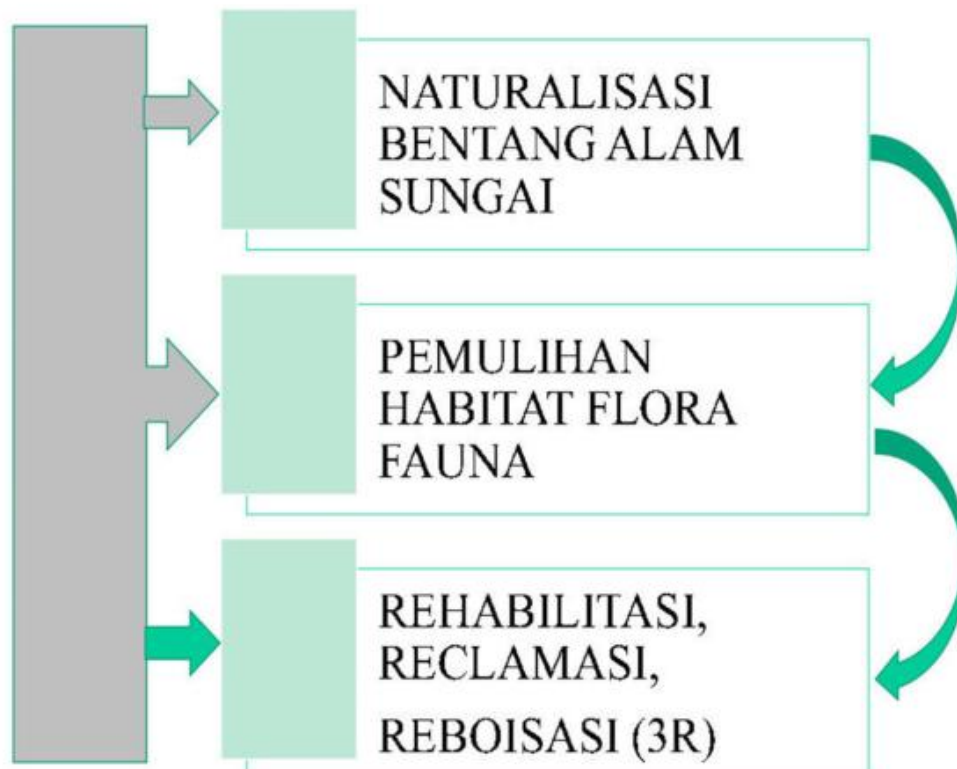 NATURALISASI
BENTANG ALAM
SUNGAI
PEMULIHAN
HABITAT FLORA
FAUNA
REHABILITASI,
RECLAMASI,
REBOISASI (3R)